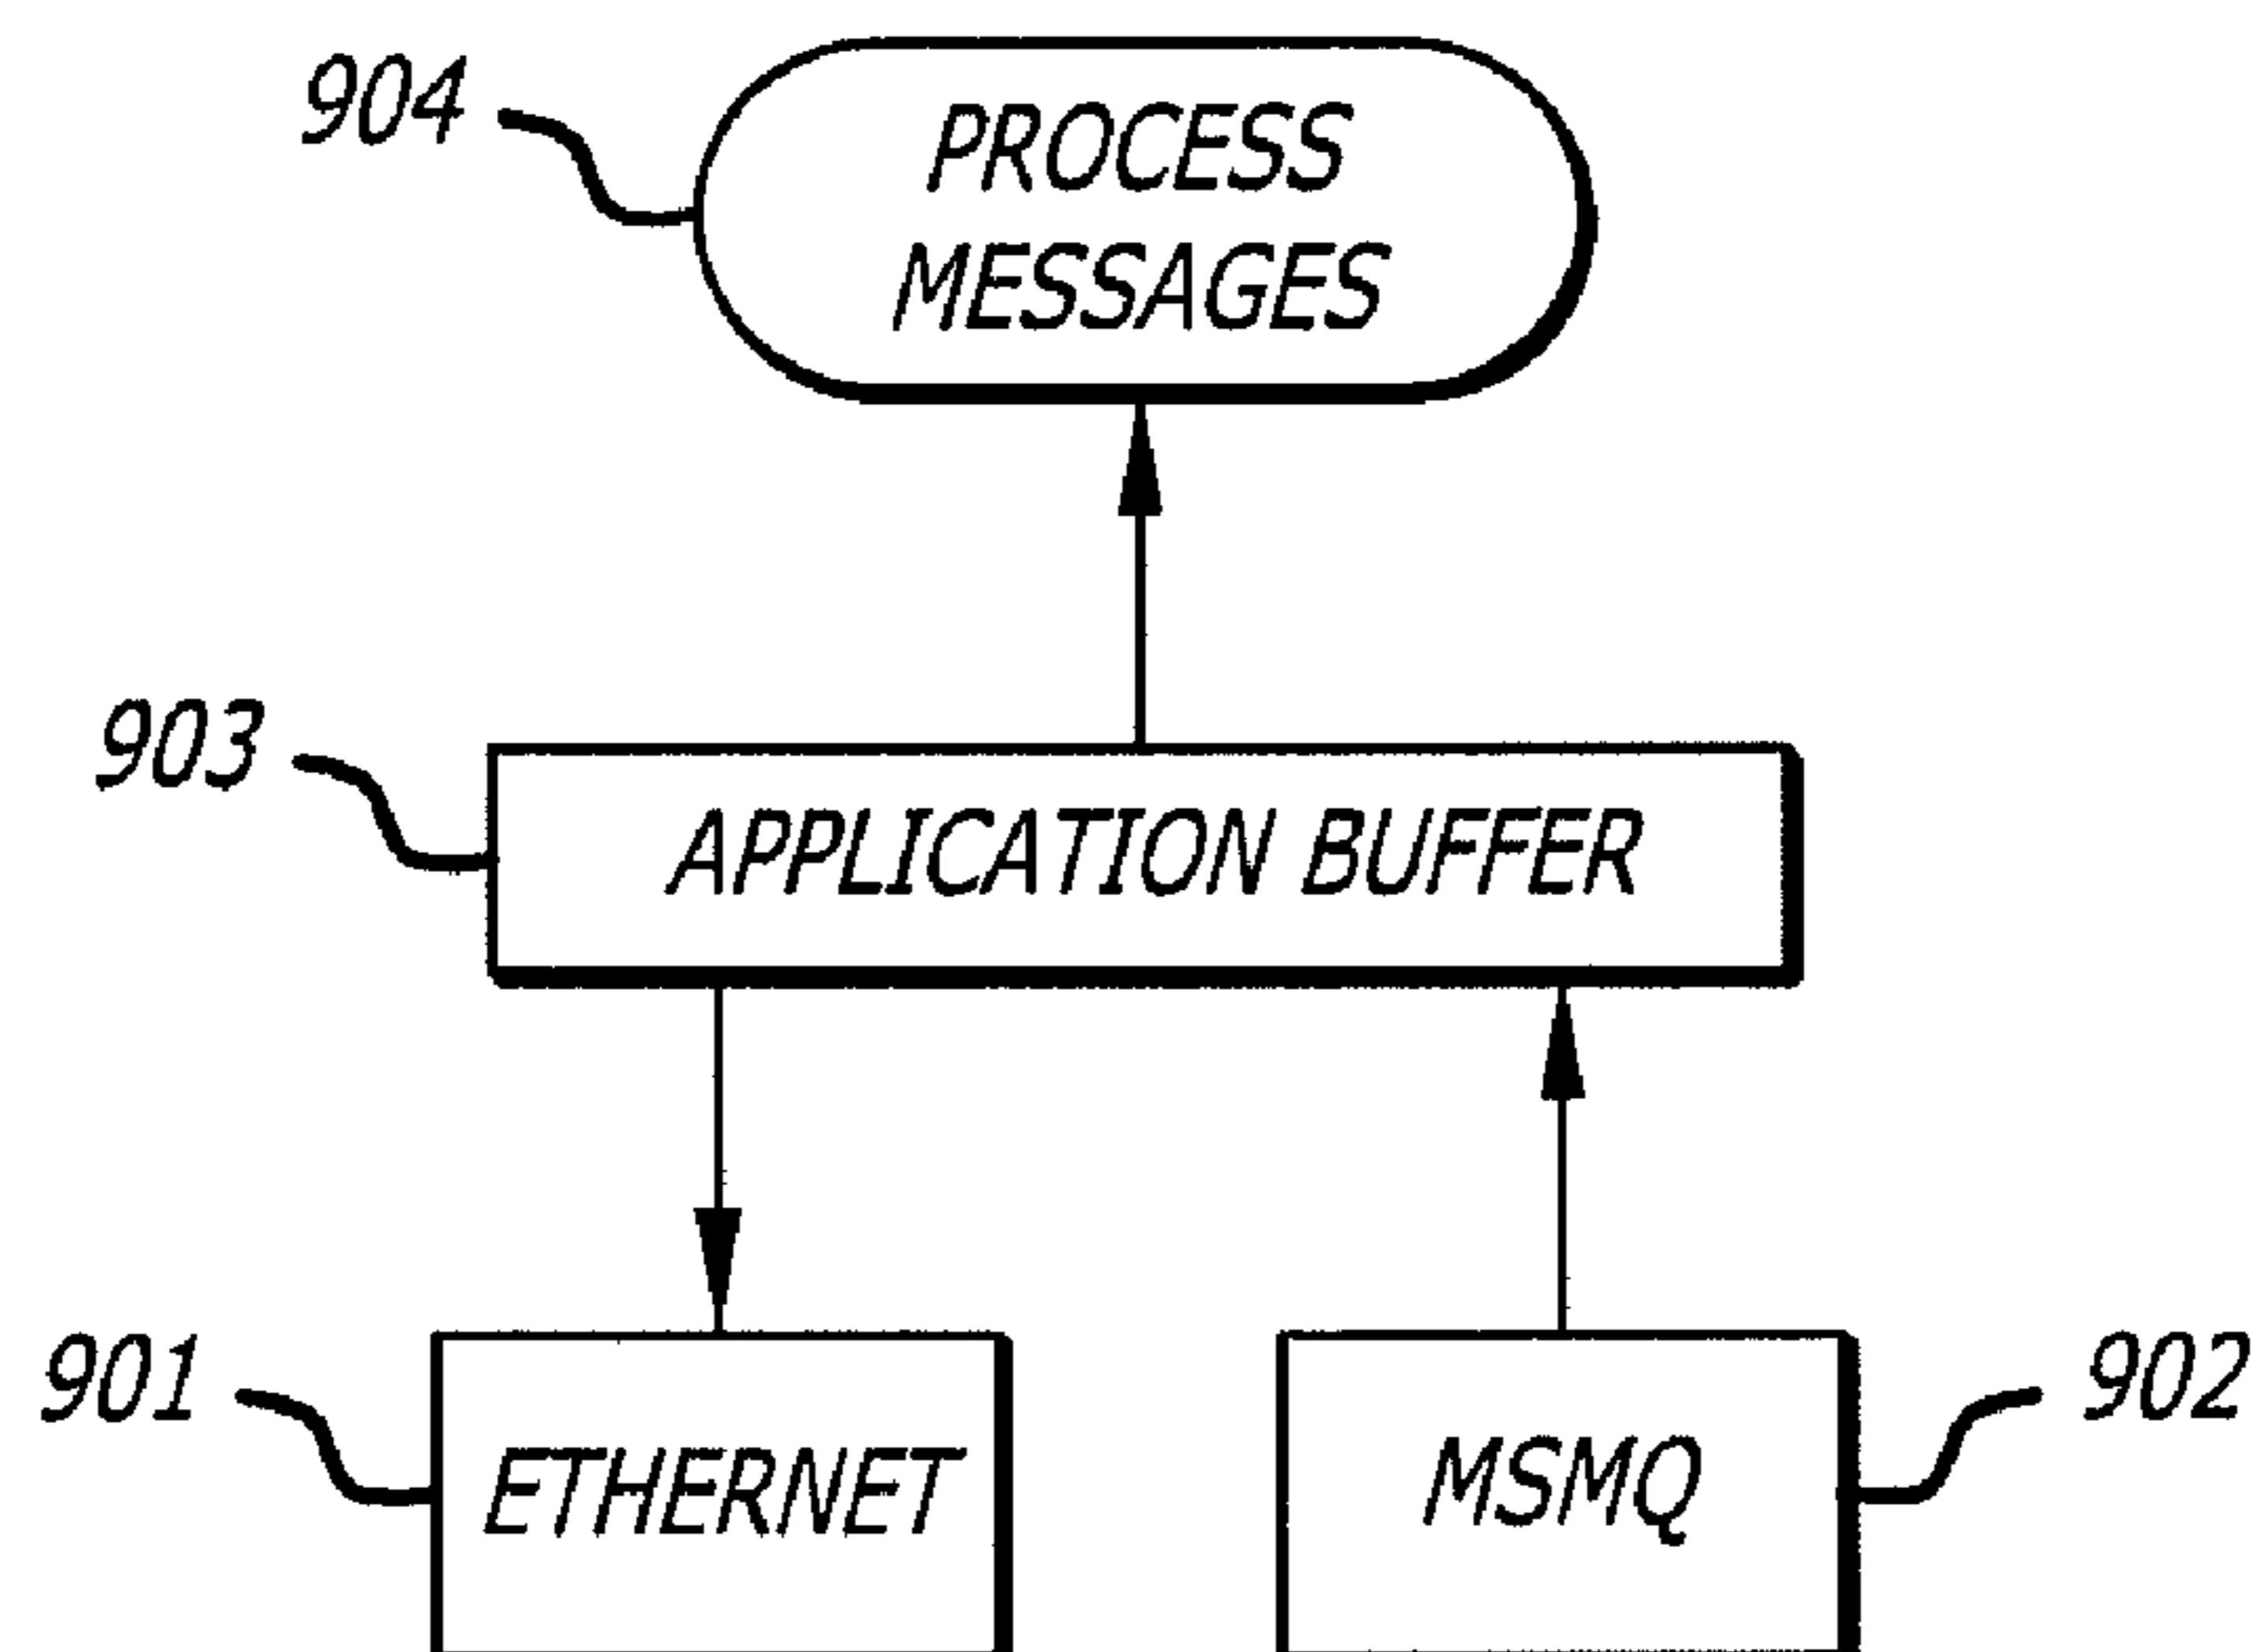 904
PROCESS
MESSAGES
903
APPLICATION BUFFER
901
ETHERNET
MSMQ
902